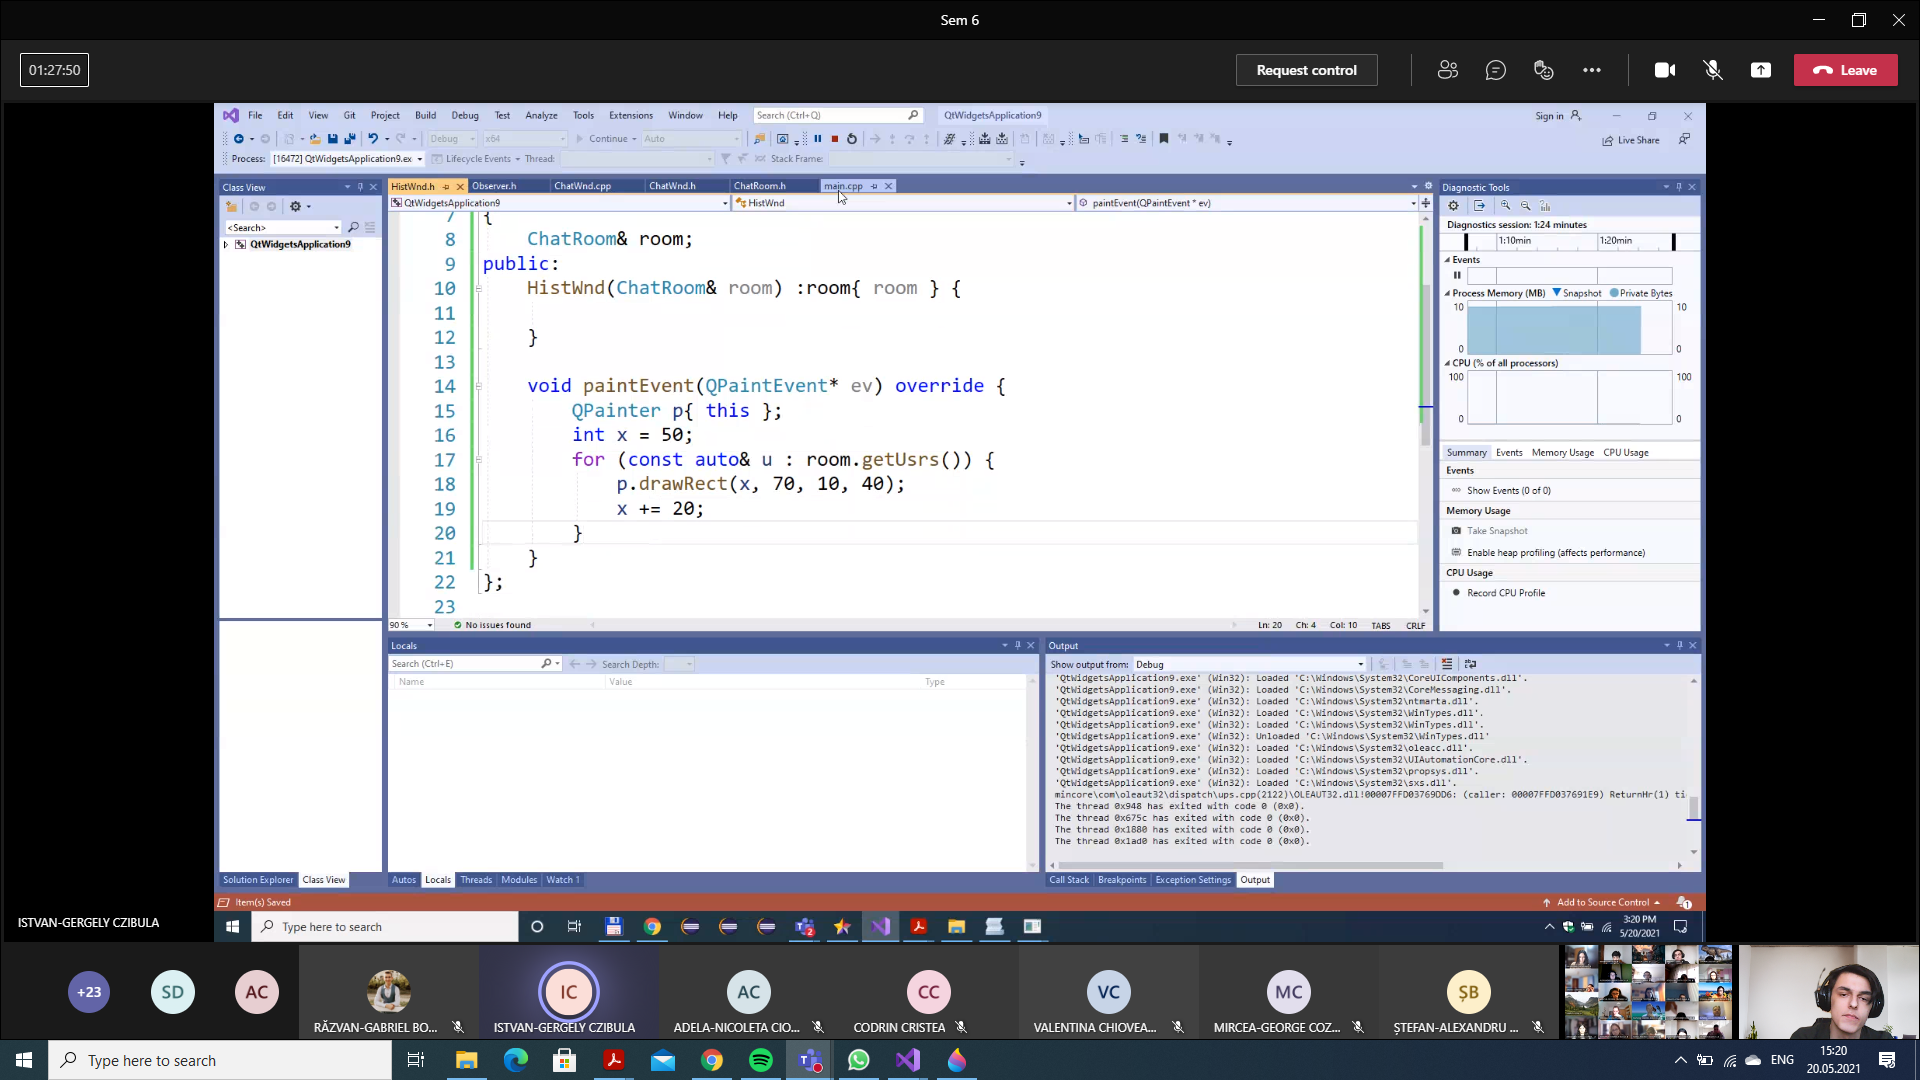 Sem 6
01:27:50
Request control
Leave
File Edit View Git Project Build Debug Test Analyze Tools Extensions Window Help Search (Ctrl+Q) QtWidgetsApplication9 Sign in
Debug x64 Continue Auto
Live Share
Process: [16472] QtWidgetsApplication9.ex Lifecycle Events Thread: Stack Frame:
Class View
<Search>
QtWidgetsApplication9
HistWnd.h Observer.h ChatWnd.cpp ChatWnd.h ChatRoom.h main.cpp
QtWidgetsApplication9 HistWnd paintEvent(QPaintEvent * ev)
7 {
8 ChatRoom& room;
9 public:
10 HistWnd(ChatRoom& room) :room{ room } {
11
12 }
13
14 void paintEvent(QPaintEvent* ev) override {
15 QPainter p{ this };
16 int x = 50;
17 for (const auto& u : room.getUsrs()) {
18 p.drawRect(x, 70, 10, 40);
19 x += 20;
20 }
21 }
22 };
23
90 % No issues found Ln: 20 Ch: 4 Col: 10 TABS CRLF
Diagnostic Tools
Diagnostics session: 1:24 minutes
1:10min 1:20min
Events
Process Memory (MB) Snapshot Private Bytes
10 10
0 0
CPU (% of all processors)
100 100
0 0
Summary Events Memory Usage CPU Usage
Events
Show Events (0 of 0)
Memory Usage
Take Snapshot
Enable heap profiling (affects performance)
CPU Usage
Record CPU Profile
Locals
Search (Ctrl+E) Search Depth:
Name Value Type
Autos Locals Threads Modules Watch 1
Output
Show output from: Debug
'QtWidgetsApplication9.exe' (Win32): Loaded 'C:\Windows\System32\CoreUIComponents.dll'.
'QtWidgetsApplication9.exe' (Win32): Loaded 'C:\Windows\System32\CoreMessaging.dll'.
'QtWidgetsApplication9.exe' (Win32): Loaded 'C:\Windows\System32\ntmarta.dll'.
'QtWidgetsApplication9.exe' (Win32): Loaded 'C:\Windows\System32\WinTypes.dll'.
'QtWidgetsApplication9.exe' (Win32): Loaded 'C:\Windows\System32\WinTypes.dll'.
'QtWidgetsApplication9.exe' (Win32): Unloaded 'C:\Windows\System32\WinTypes.dll'
'QtWidgetsApplication9.exe' (Win32): Loaded 'C:\Windows\System32\oleacc.dll'.
'QtWidgetsApplication9.exe' (Win32): Loaded 'C:\Windows\System32\UIAutomationCore.dll'.
'QtWidgetsApplication9.exe' (Win32): Loaded 'C:\Windows\System32\propsys.dll'.
'QtWidgetsApplication9.exe' (Win32): Loaded 'C:\Windows\System32\sxs.dll'.
mincore\com\oleaut32\dispatch\ups.cpp(2122)\OLEAUT32.dll!00007FFD03769DD6: (caller: 00007FFD037691E9) ReturnHr(1) ti
The thread 0x948 has exited with code 0 (0x0).
The thread 0x675c has exited with code 0 (0x0).
The thread 0x1880 has exited with code 0 (0x0).
The thread 0x1ad0 has exited with code 0 (0x0).
Call Stack Breakpoints Exception Settings Output
Solution Explorer Class View
Item(s) Saved
Add to Source Control 1
ISTVAN-GERGELY CZIBULA
Type here to search
3:20 PM
5/20/2021
+23 SD AC IC AC CC VC MC ȘB
RĂZVAN-GABRIEL BO... ISTVAN-GERGELY CZIBULA ADELA-NICOLETA CIO... CODRIN CRISTEA VALENTINA CHIOVEA... MIRCEA-GEORGE COZ... ȘTEFAN-ALEXANDRU ...
Type here to search
ENG
15:20
20.05.2021